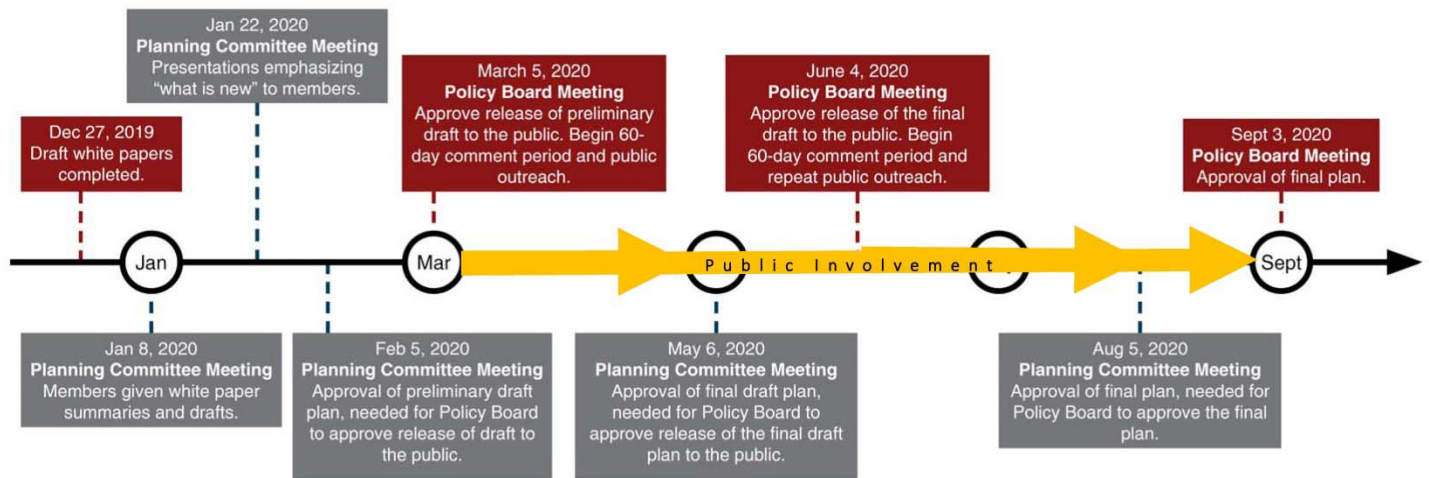 Jan 22, 2020
Planning Committee Meeting
Presentations emphasizing
“what is new” to members.
March 5, 2020
Policy Board Meeting
Approve release of preliminary
draft to the public. Begin 60-
day comment period and public
outreach.
June 4, 2020
Policy Board Meeting
Approve release of the final
draft to the public. Begin
60-day comment period and
repeat public outreach.
Dec 27, 2019
Draft white papers
completed.
Sept 3, 2020
Policy Board Meeting
Approval of final plan.
Jan
Mar
Public Involvement
Sept
Jan 8, 2020
Planning Committee Meeting
Members given white paper
summaries and drafts.
Feb 5, 2020
Planning Committee Meeting
Approval of preliminary draft
plan, needed for Policy Board
to approve release of draft to
the public.
May 6, 2020
Planning Committee Meeting
Approval of final draft plan,
needed for Policy Board to
approve release of the final draft
plan to the public.
Aug 5, 2020
Planning Committee Meeting
Approval of final plan, needed for
Policy Board to approve the final
plan.